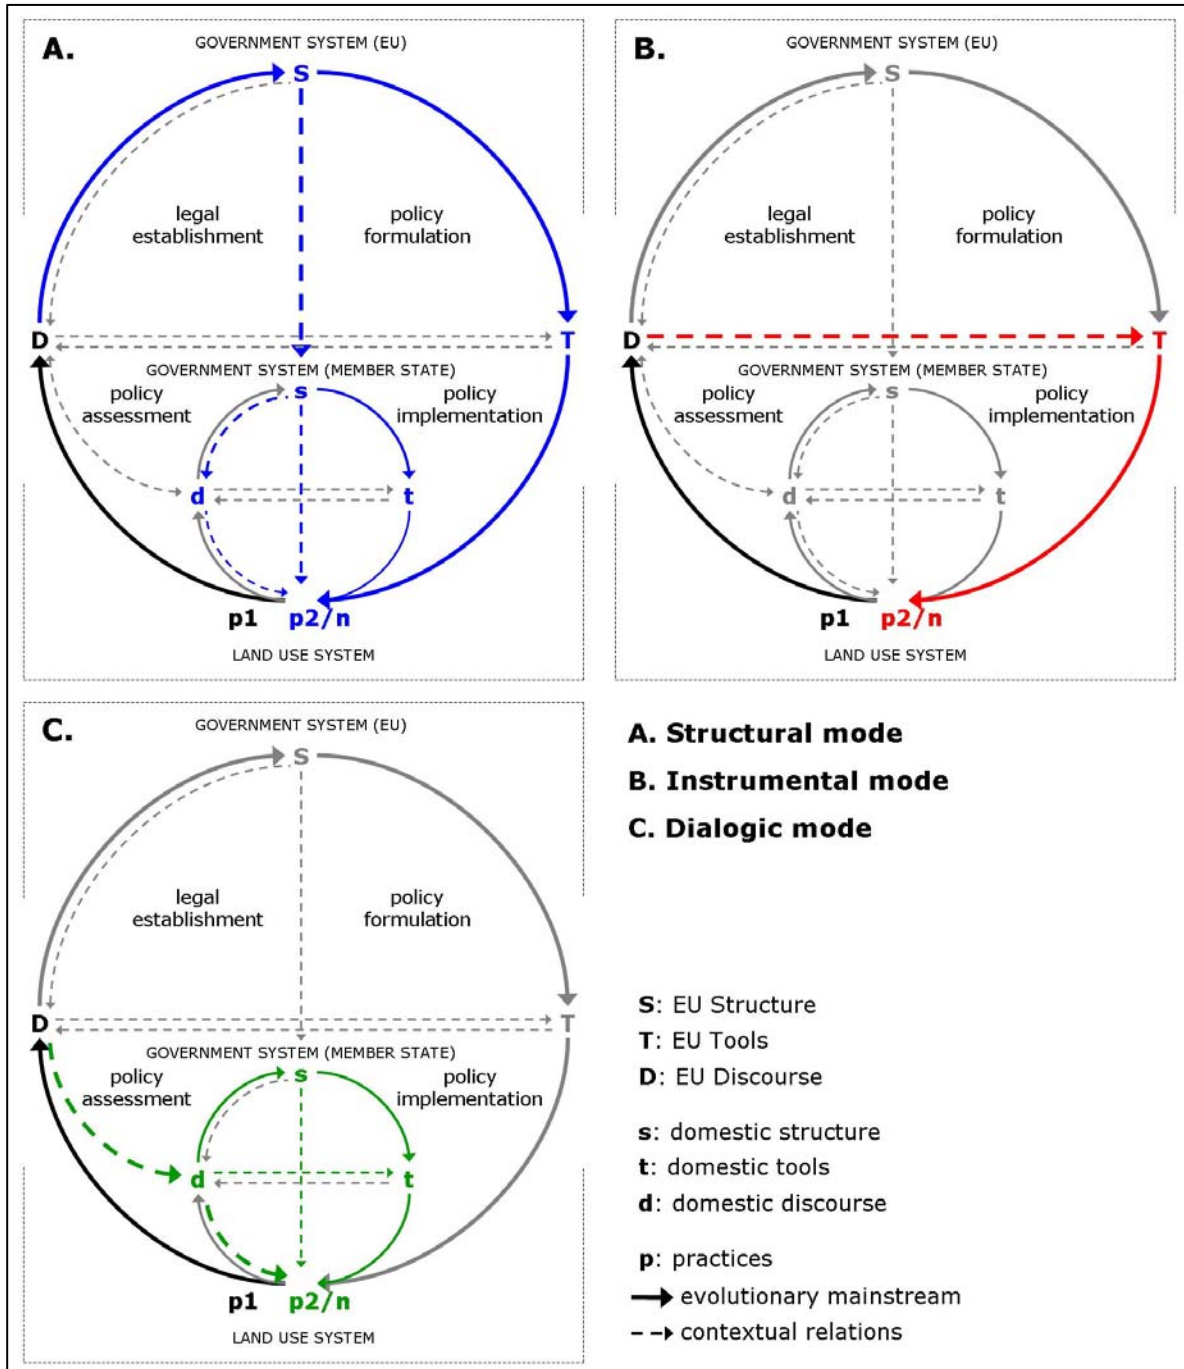 A.
GOVERNMENT SYSTEM (EU)
S
legal
establishment
policy
formulation
D
T
GOVERNMENT SYSTEM (MEMBER STATE)
policy
assessment
s
policy
implementation
d
t
p1
p2/n
LAND USE SYSTEM
B.
GOVERNMENT SYSTEM (EU)
S
legal
establishment
policy
formulation
D
T
GOVERNMENT SYSTEM (MEMBER STATE)
policy
assessment
s
policy
implementation
d
t
p1
p2/n
LAND USE SYSTEM
C.
GOVERNMENT SYSTEM (EU)
S
legal
establishment
policy
formulation
D
T
GOVERNMENT SYSTEM (MEMBER STATE)
policy
assessment
s
policy
implementation
d
t
p1
p2/n
LAND USE SYSTEM
A. Structural mode
B. Instrumental mode
C. Dialogic mode
S: EU Structure
T: EU Tools
D: EU Discourse
s: domestic structure
t: domestic tools
d: domestic discourse
p: practices
evolutionary mainstream
contextual relations